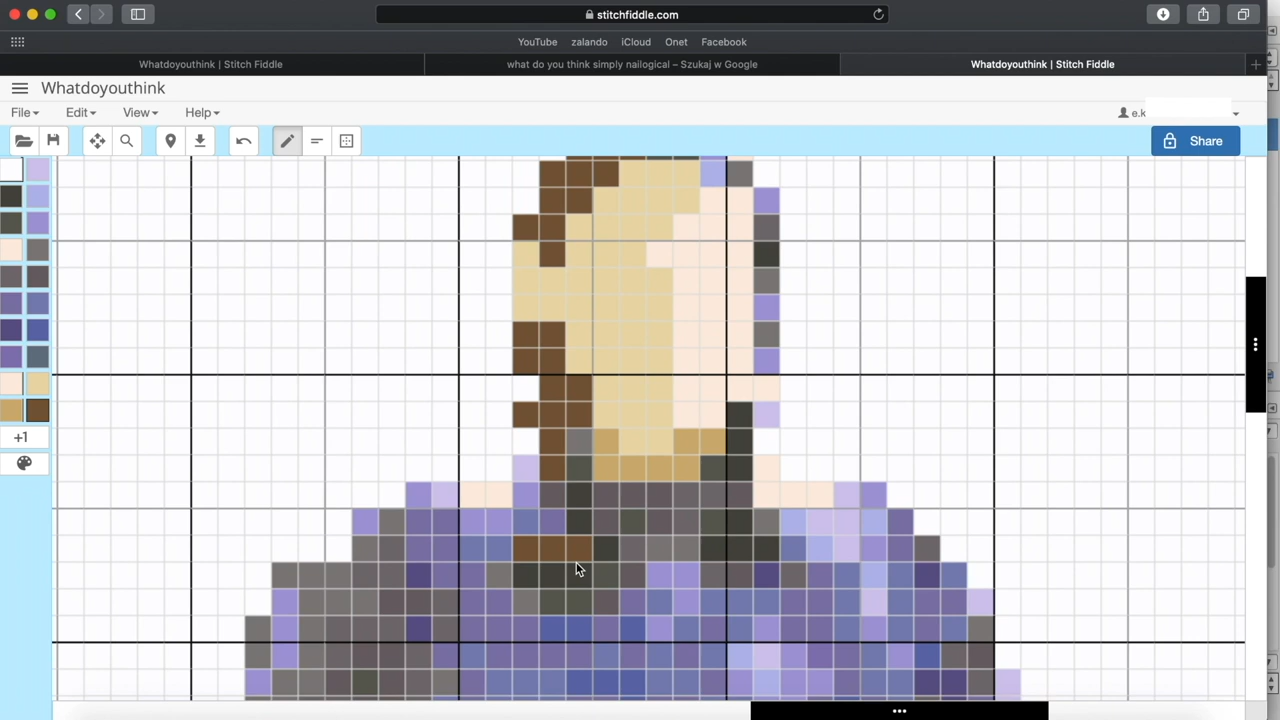 stitchfiddle.com
YouTube zalando iCloud Onet Facebook
Whatdoyouthink | Stitch Fiddle what do you think simply nailogical – Szukaj w Google Whatdoyouthink | Stitch Fiddle
Whatdoyouthink
File Edit View Help e.k
Share
+1